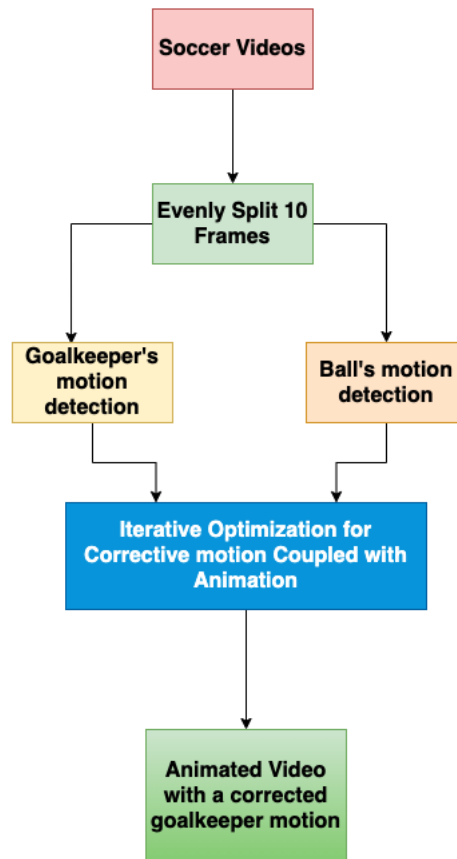 Soccer Videos
Evenly Split 10
Frames
Goalkeeper's
motion
detection
Ball's motion
detection
Iterative Optimization for
Corrective motion Coupled with
Animation
Animated Video
with a corrected
goalkeeper motion